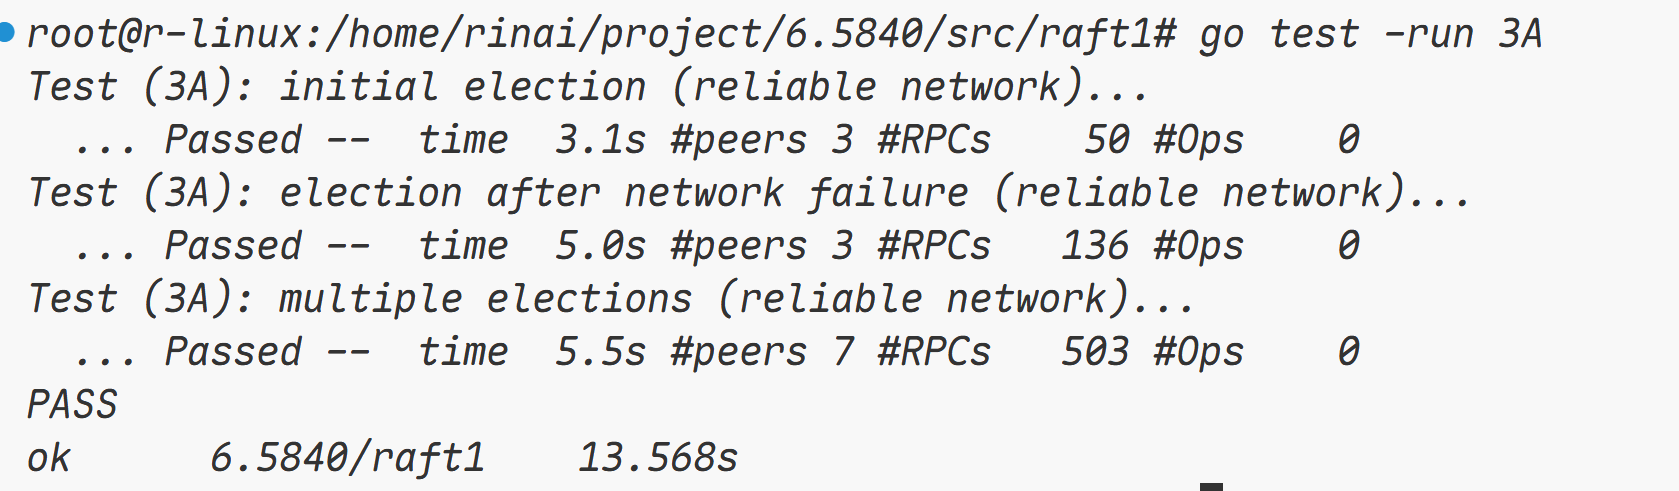 root@r-linux:/home/rinai/project/6.5840/src/raft1# go test -run 3A
Test (3A): initial election (reliable network)...
  ... Passed --  time  3.1s #peers 3 #RPCs    50 #Ops    0
Test (3A): election after network failure (reliable network)...
  ... Passed --  time  5.0s #peers 3 #RPCs   136 #Ops    0
Test (3A): multiple elections (reliable network)...
  ... Passed --  time  5.5s #peers 7 #RPCs   503 #Ops    0
PASS
ok      6.5840/raft1    13.568s